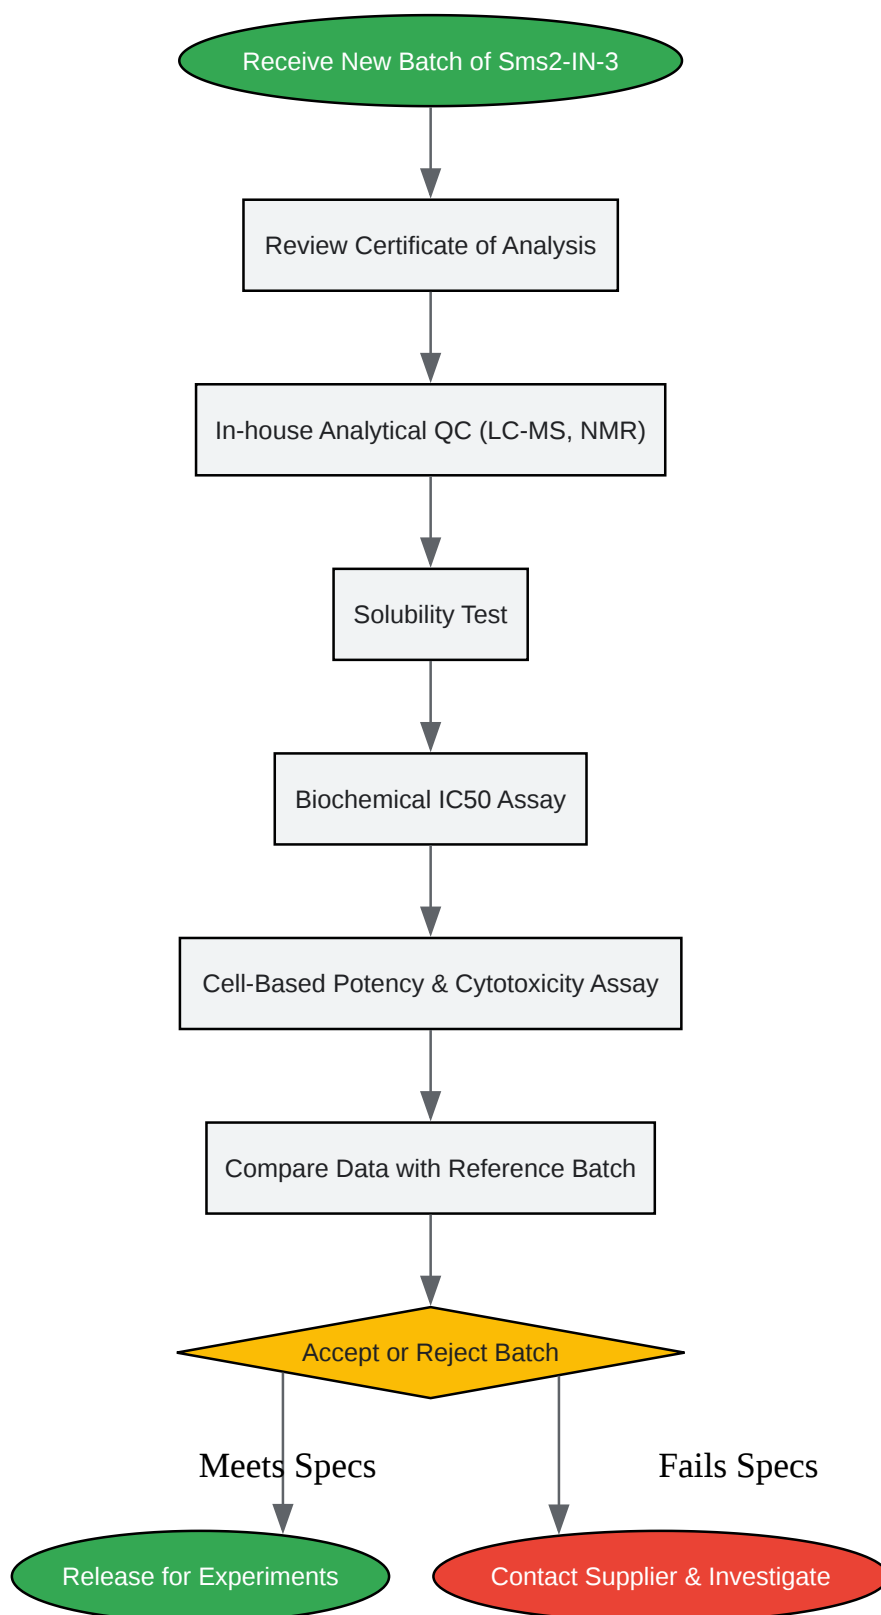 Receive New Batch of Sms2-IN-3
Review Certificate of Analysis
In-house Analytical QC (LC-MS, NMR)
Solubility Test
Biochemical IC50 Assay
Cell-Based Potency & Cytotoxicity Assay
Compare Data with Reference Batch
Accept or Reject Batch
Meets Specs
Fails Specs
Release for Experiments
Contact Supplier & Investigate